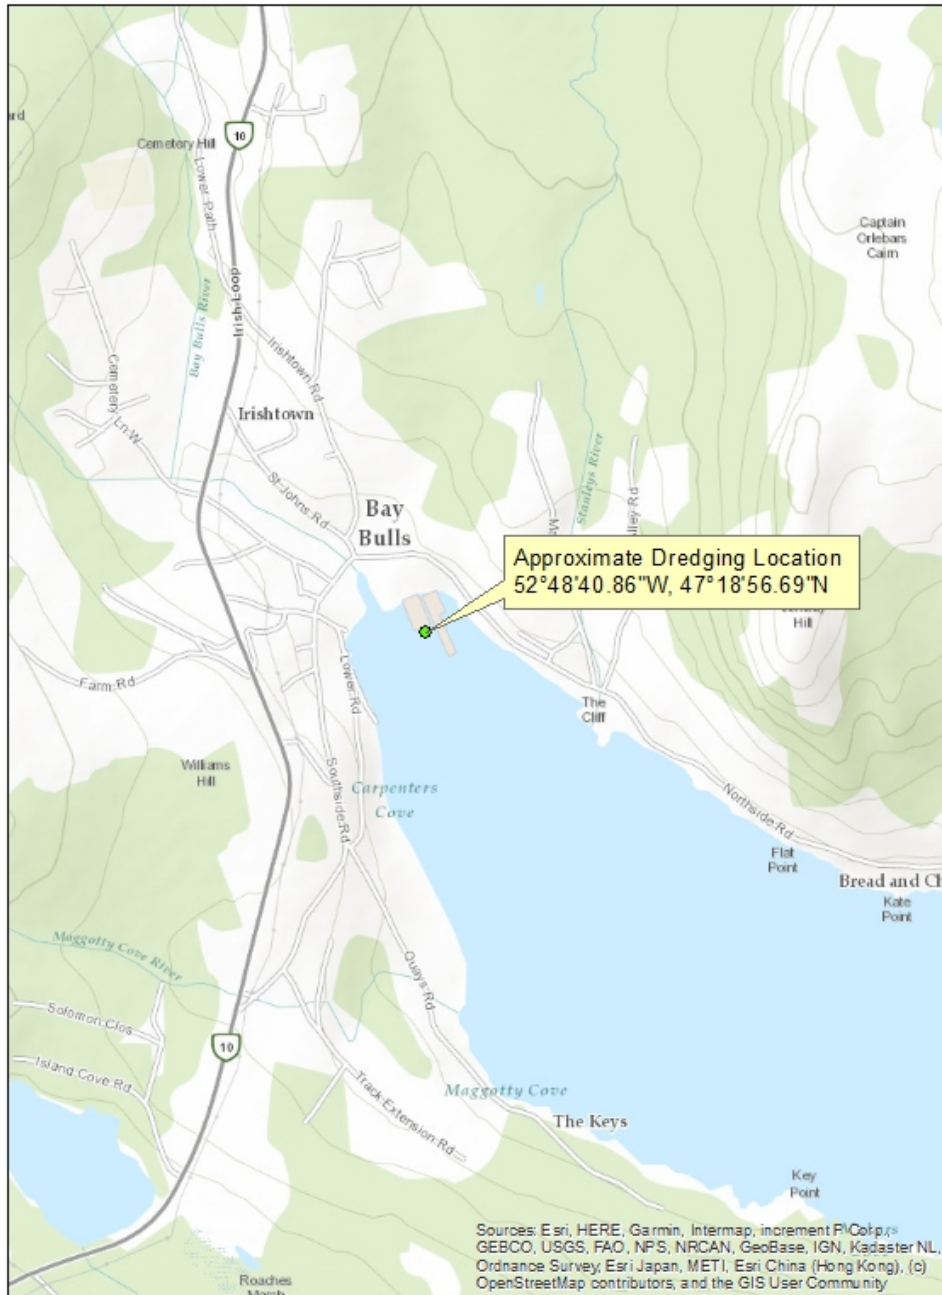 ard
Cemetery Hill
10
Lower Path
Captain
Orlebars
Cairn
Bay Bulls River
Irish Loop
Irishtown Rd
Cemetery Ln W
Irishtown
St Johns Rd
Stanleys River
Bay
Bulls
Approximate Dredging Location
52°48'40.86"W, 47°18'56.69"N
Hill
Farm Rd
Lower Rd
The
Cliff
Williams
Hill
Southside Rd
Carpenters
Cove
Northside Rd
Flat
Point
Bread and Ch
Kate
Point
Maggotty Cove River
Quays Rd
Solomon Clos
10
Island Cove Rd
Track Extension Rd
Maggotty Cove
The Keys
Key
Point
Sources: Esri, HERE, Garmin, Intermap, increment P Corp.,
GEBCO, USGS, FAO, NPS, NRCAN, GeoBase, IGN, Kadaster NL,
Ordnance Survey, Esri Japan, METI, Esri China (Hong Kong), (c)
OpenStreetMap contributors, and the GIS User Community
Roaches